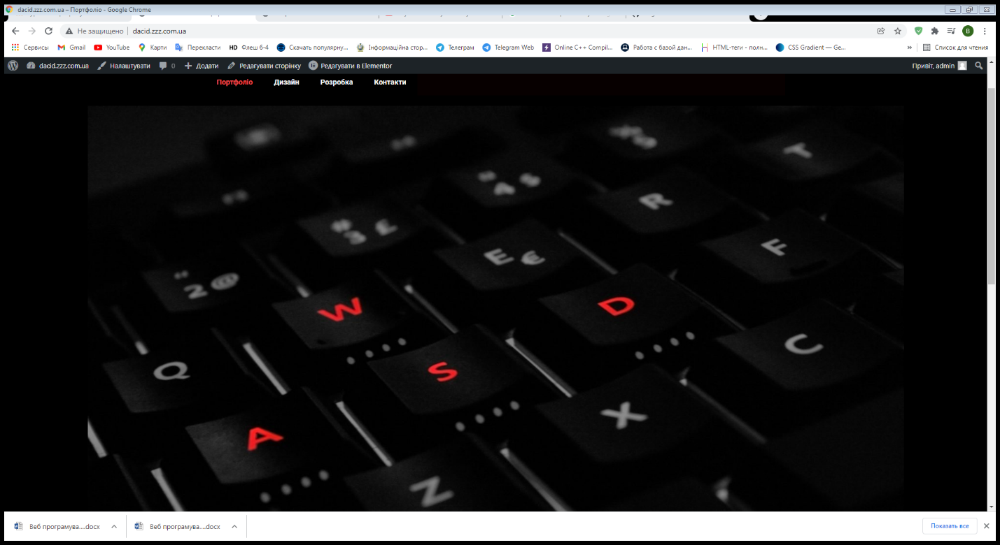 dacid.zzz.com.ua – Портфоліо - Google Chrome
Не защищено dacid.zzz.com.ua В
Сервисы Gmail YouTube Карти Перекласти HD Флеш 6-4 Скачать популярну... Інформаційна стор... Телеграм Telegram Web Online C++ Compil... Работа с базой дан... HTML-теги - полн... CSS Gradient — Ge... » Список для чтения
dacid.zzz.com.ua Налаштувати 0 Додати Редагувати сторінку Редагувати в Elementor Привіт, admin
Портфоліо Дизайн Розробка Контакти
T
R
3 £
E € F
2 @
W D
C
Q S
X
A
Z
Веб програмува....docx Веб програмува....docx Показать все